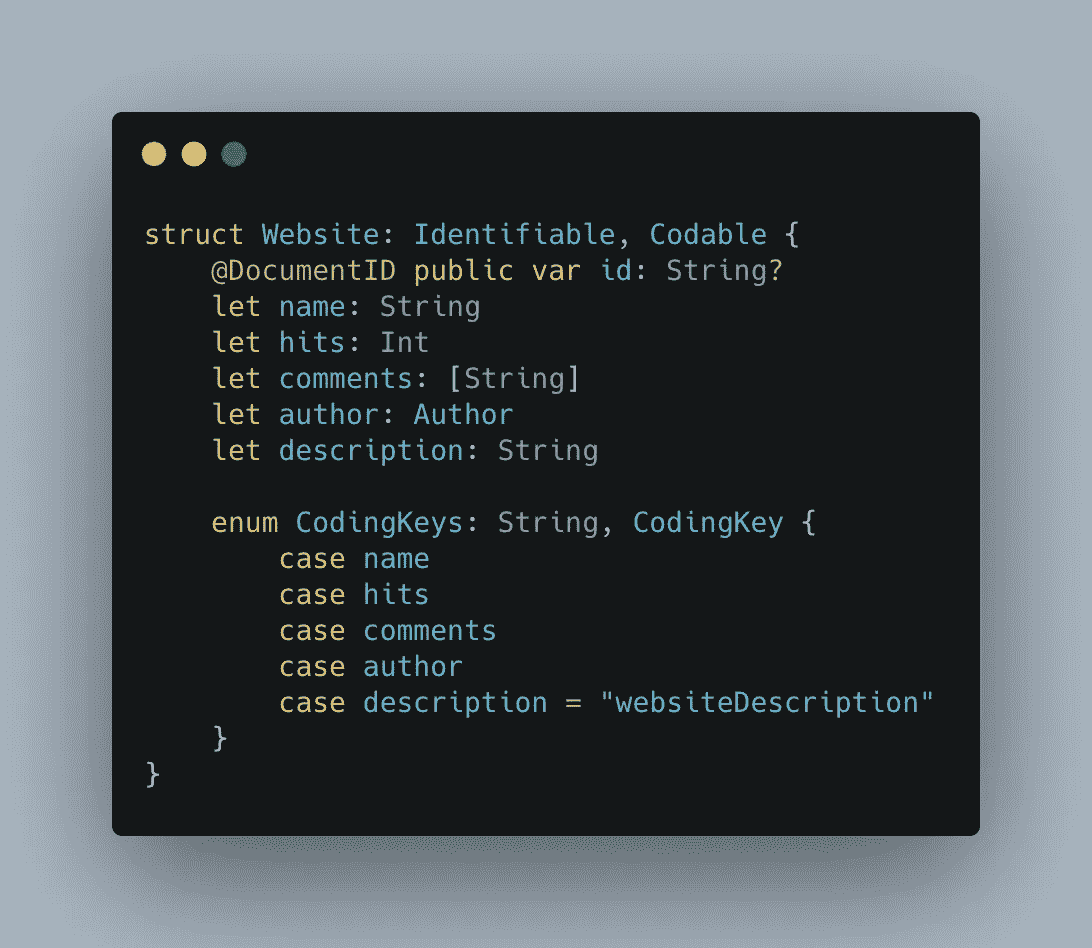 struct Website: Identifiable, Codable {
    @DocumentID public var id: String?
    let name: String
    let hits: Int
    let comments: [String]
    let author: Author
    let description: String

    enum CodingKeys: String, CodingKey {
        case name
        case hits
        case comments
        case author
        case description = "websiteDescription"
    }
}